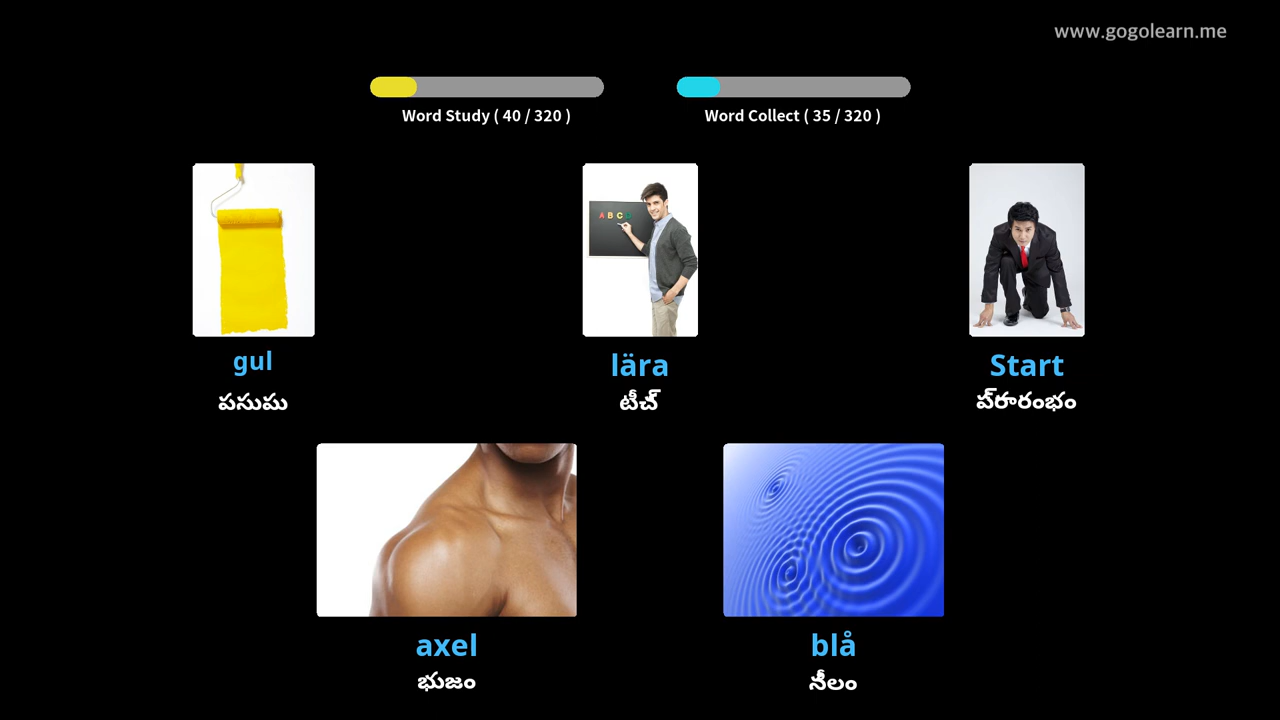 www.gogolearn.me
Word Study ( 40 / 320 )
Word Collect ( 35 / 320 )
A B C
gul
పసుపు
lära
టీచ్
Start
ప్రారంభం
axel
భుజం
blå
నీలం